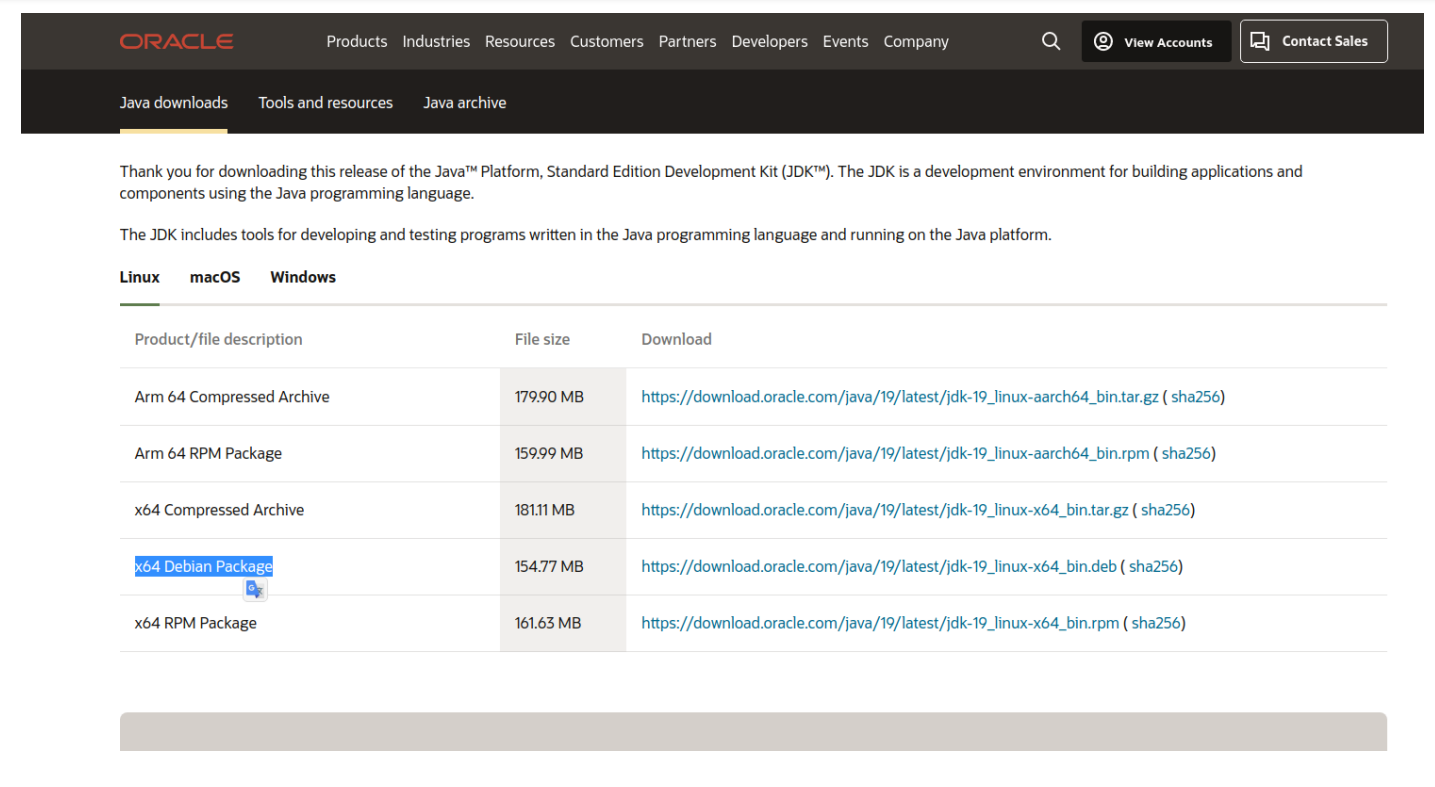 ORACLE Products Industries Resources Customers Partners Developers Events Company View Accounts Contact Sales
Java downloads Tools and resources Java archive
Thank you for downloading this release of the Java™ Platform, Standard Edition Development Kit (JDK™). The JDK is a development environment for building applications and
components using the Java programming language.
The JDK includes tools for developing and testing programs written in the Java programming language and running on the Java platform.
Linux macOS Windows
Product/file description File size Download
Arm 64 Compressed Archive 179.90 MB https://download.oracle.com/java/19/latest/jdk-19_linux-aarch64_bin.tar.gz ( sha256)
Arm 64 RPM Package 159.99 MB https://download.oracle.com/java/19/latest/jdk-19_linux-aarch64_bin.rpm ( sha256)
x64 Compressed Archive 181.11 MB https://download.oracle.com/java/19/latest/jdk-19_linux-x64_bin.tar.gz ( sha256)
x64 Debian Package 154.77 MB https://download.oracle.com/java/19/latest/jdk-19_linux-x64_bin.deb ( sha256)
x64 RPM Package 161.63 MB https://download.oracle.com/java/19/latest/jdk-19_linux-x64_bin.rpm ( sha256)